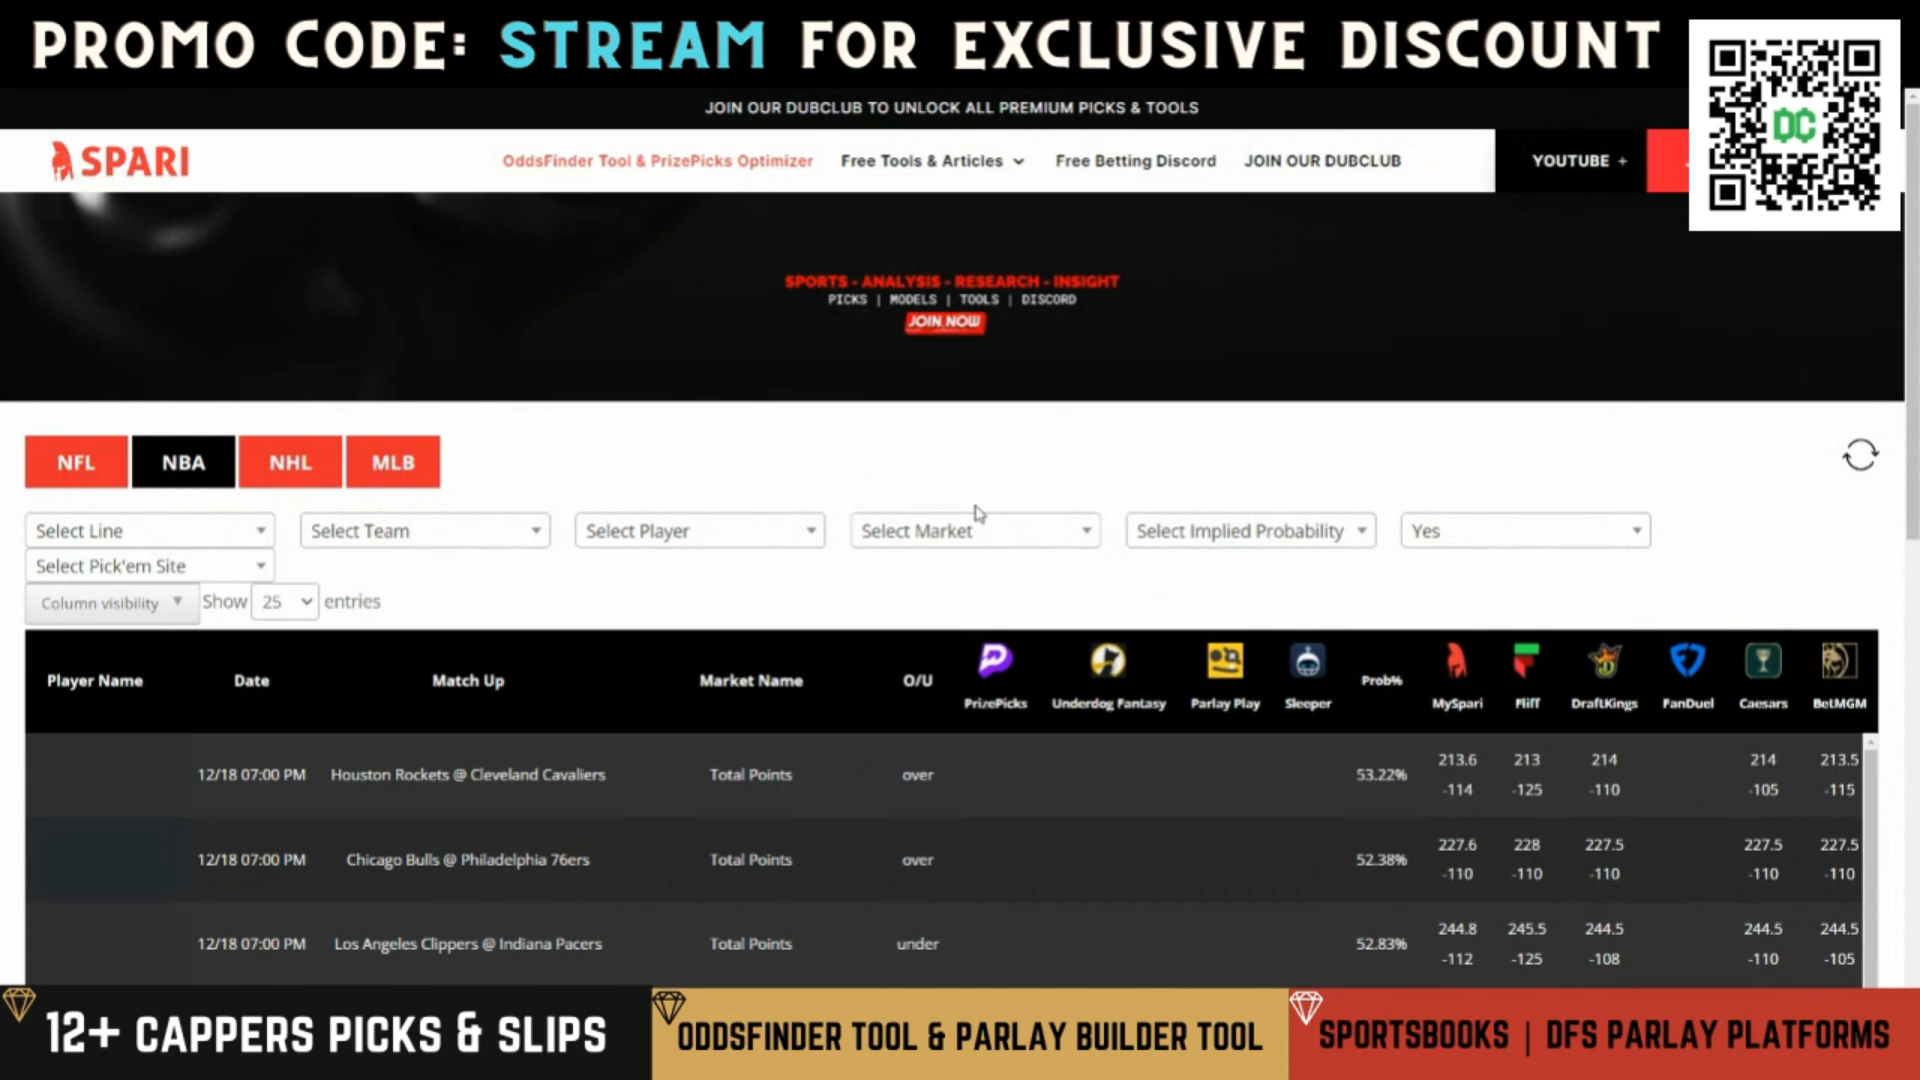 PROMO CODE: STREAM FOR EXCLUSIVE DISCOUNT
DC
JOIN OUR DUBCLUB TO UNLOCK ALL PREMIUM PICKS & TOOLS
SPARI OddsFinder Tool & PrizePicks Optimizer Free Tools & Articles Free Betting Discord JOIN OUR DUBCLUB YOUTUBE +
SPORTS - ANALYSIS - RESEARCH - INSIGHT
PICKS | MODELS | TOOLS | DISCORD
JOIN NOW
NFL NBA NHL MLB
Select Line Select Team Select Player Select Market Select Implied Probability Yes
Select Pick'em Site
Column visibility Show 25 entries
Player Name Date Match Up Market Name O/U PrizePicks Underdog Fantasy Parlay Play Sleeper Prob% MySpari Fliff DraftKings FanDuel Caesars BetMGM
12/18 07:00 PM Houston Rockets @ Cleveland Cavaliers Total Points over 53.22% 213.6 213 214 214 213.5
-114 -125 -110 -105 -115
12/18 07:00 PM Chicago Bulls @ Philadelphia 76ers Total Points over 52.38% 227.6 228 227.5 227.5 227.5
-110 -110 -110 -110 -110
12/18 07:00 PM Los Angeles Clippers @ Indiana Pacers Total Points under 52.83% 244.8 245.5 244.5 244.5 244.5
-112 -125 -108 -110 -105
12+ CAPPERS PICKS & SLIPS
ODDSFINDER TOOL & PARLAY BUILDER TOOL
SPORTSBOOKS | DFS PARLAY PLATFORMS